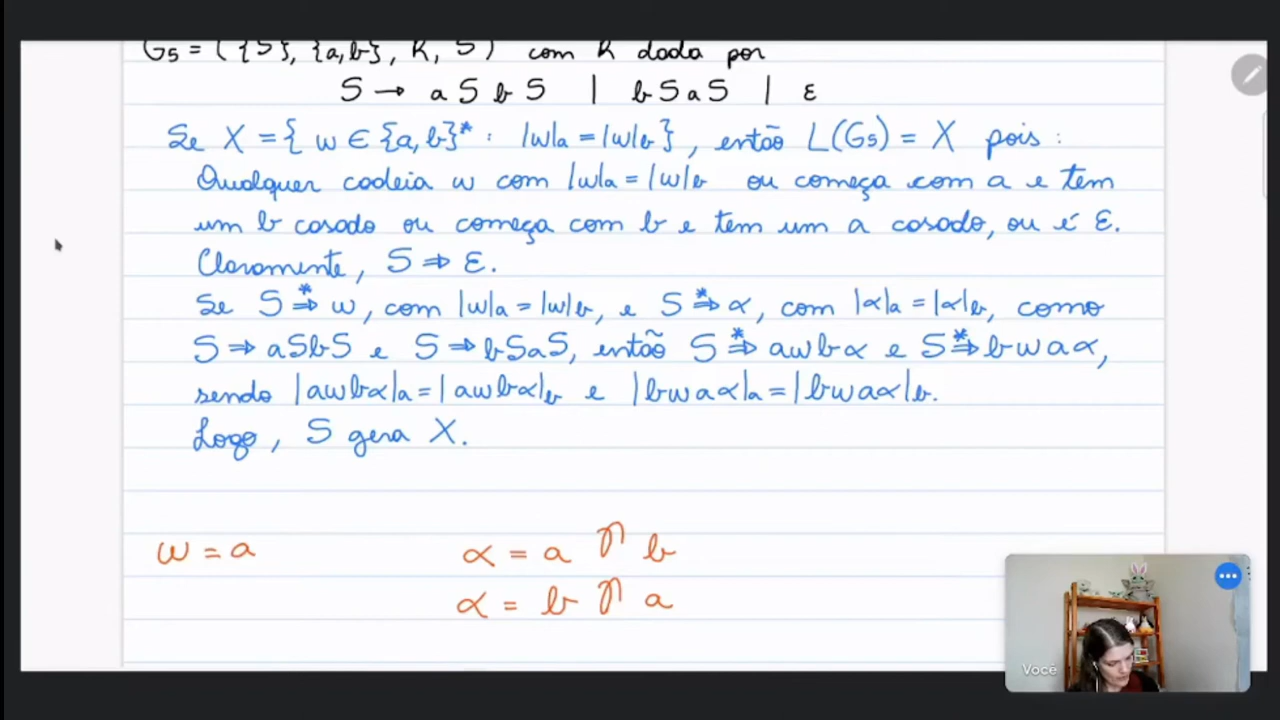 G5 = ({S}, {a,b}, R, S) com R dada por
S → a S b S | b S a S | ε
Se X = { w ∈ {a,b}* : |w|a = |w|b }, então L(G5) = X pois :
Qualquer cadeia w com |w|a = |w|b ou começa com a e tem
um b casado ou começa com b e tem um a casado, ou é ε.
Claramente, S ⇒ ε.
Se S ⇒* w, com |w|a = |w|b, e S ⇒* α, com |α|a = |α|b, como
S ⇒ aSbS e S ⇒ bSaS, então S ⇒* awbα e S ⇒* bwaα,
sendo |awbα|a = |awbα|b e |bwaα|a = |bwaα|b.
Logo, S gera X.
w = a
α = a b
α = b a
Você